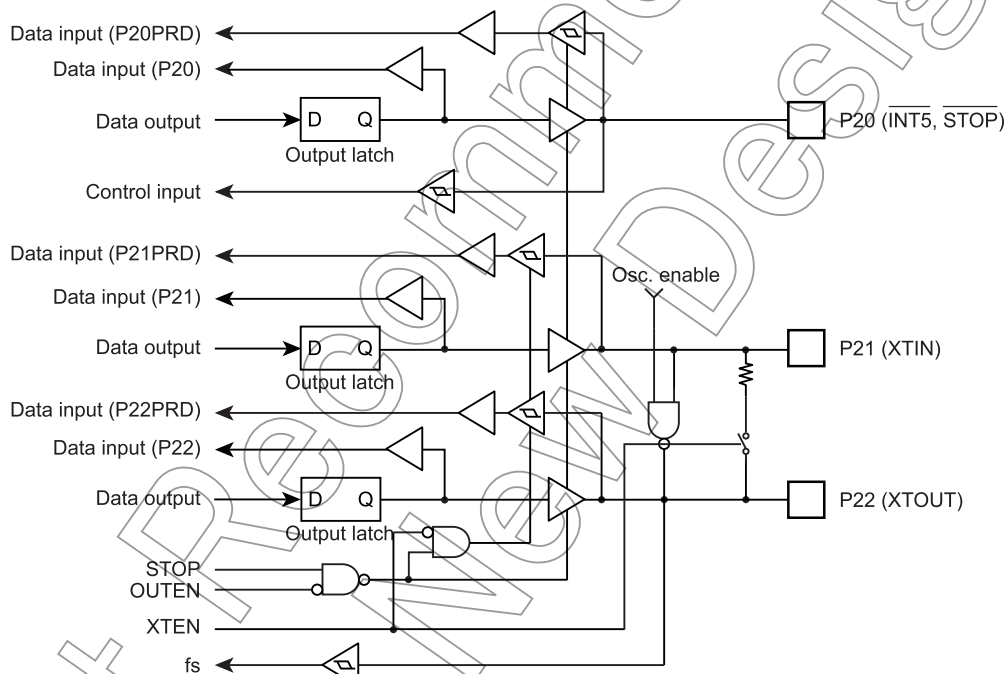 Data input (P20PRD)
Data input (P20)
Data output
D Q
Output latch
P20 (INT5, STOP)
Control input
Data input (P21PRD)
Osc. enable
Data input (P21)
Data output
D Q
Output latch
P21 (XTIN)
Data input (P22PRD)
Data input (P22)
Data output
D Q
Output latch
P22 (XTOUT)
STOP
OUTEN
XTEN
fs